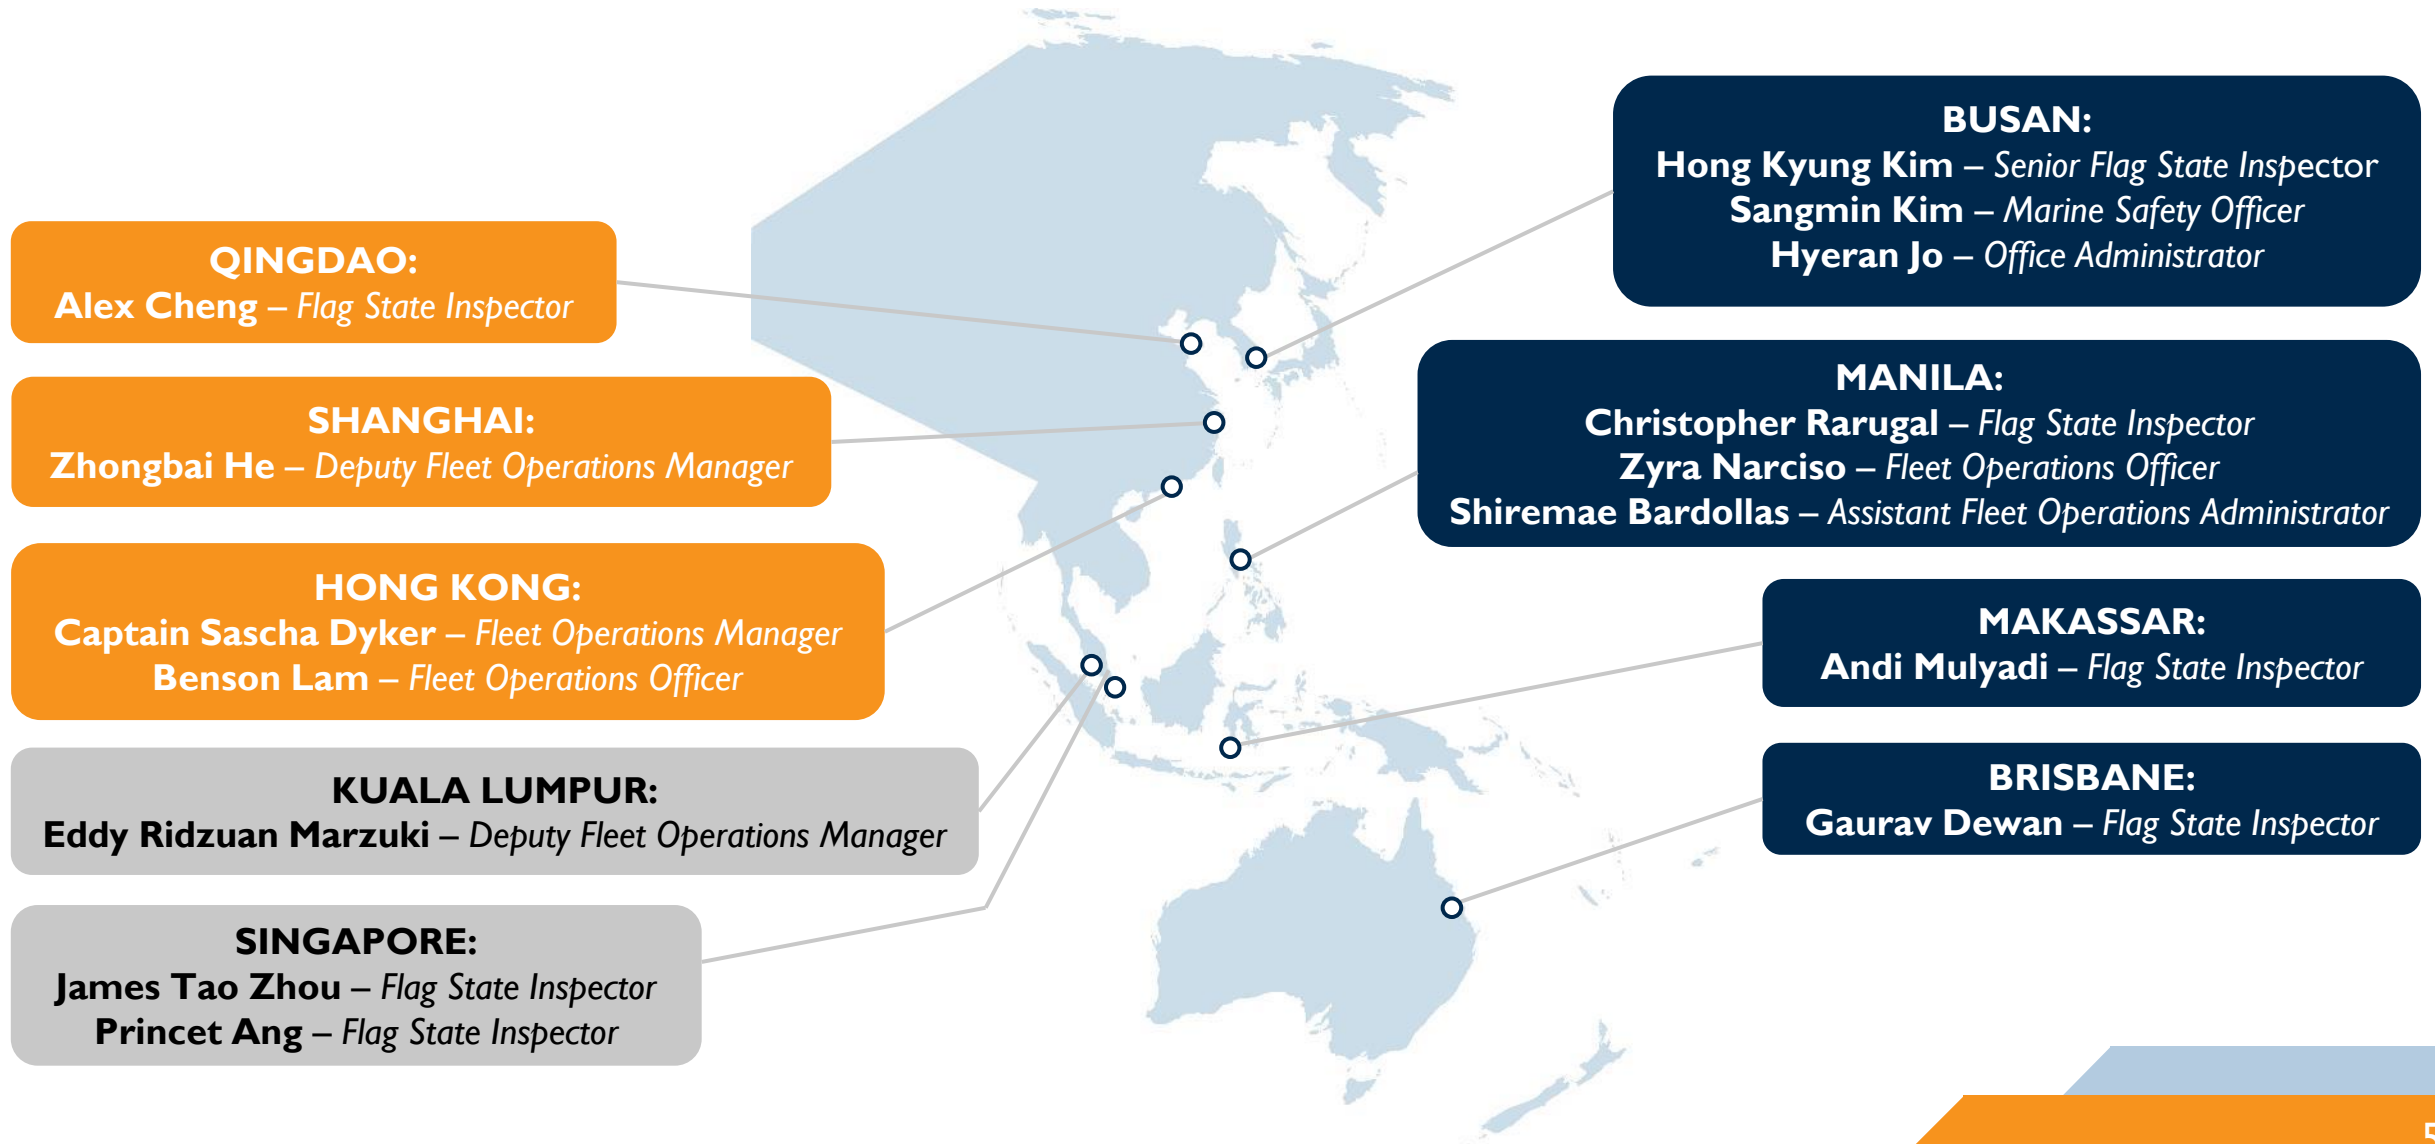 QINGDAO:
Alex Cheng – Flag State Inspector
SHANGHAI:
Zhongbai He – Deputy Fleet Operations Manager
HONG KONG:
Captain Sascha Dyker – Fleet Operations Manager
Benson Lam – Fleet Operations Officer
KUALA LUMPUR:
Eddy Ridzuan Marzuki – Deputy Fleet Operations Manager
SINGAPORE:
James Tao Zhou – Flag State Inspector
Princet Ang – Flag State Inspector
BUSAN:
Hong Kyung Kim – Senior Flag State Inspector
Sangmin Kim – Marine Safety Officer
Hyeran Jo – Office Administrator
MANILA:
Christopher Rarugal – Flag State Inspector
Zyra Narciso – Fleet Operations Officer
Shiremae Bardollas – Assistant Fleet Operations Administrator
MAKASSAR:
Andi Mulyadi – Flag State Inspector
BRISBANE:
Gaurav Dewan – Flag State Inspector